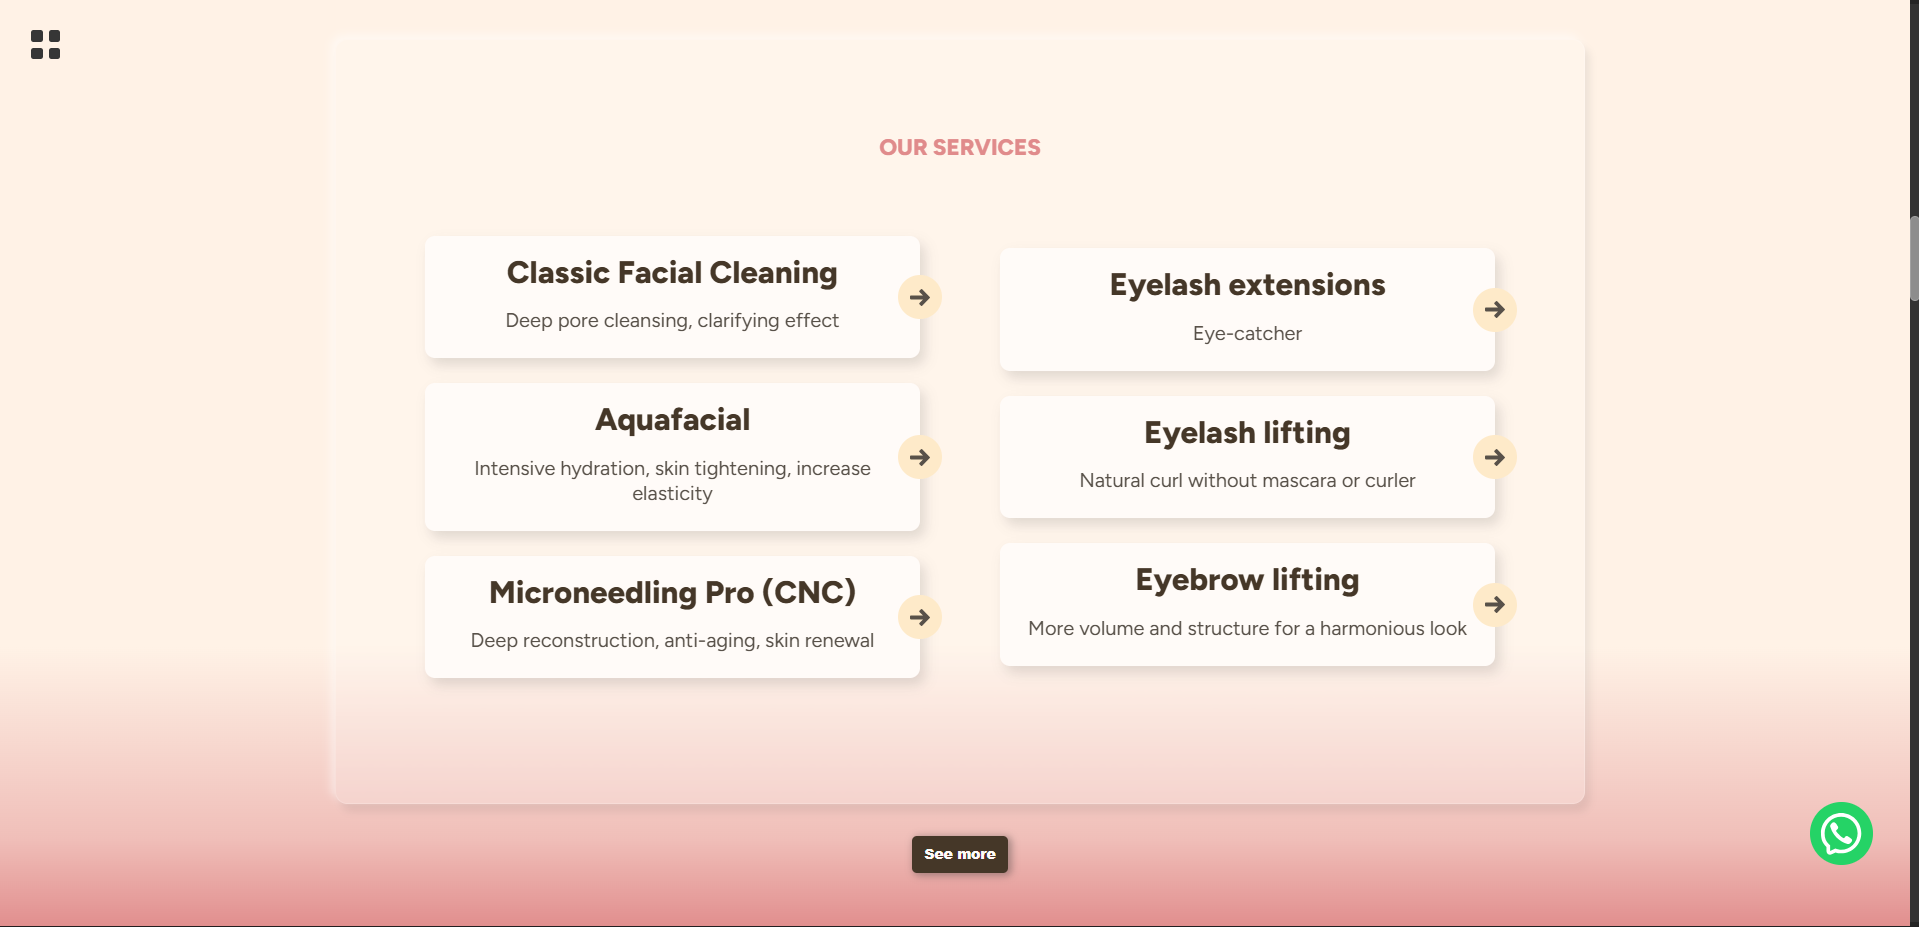 OUR SERVICES
Classic Facial Cleaning
Deep pore cleansing, clarifying effect
Aquafacial
Intensive hydration, skin tightening, increase
elasticity
Microneedling Pro (CNC)
Deep reconstruction, anti-aging, skin renewal
Eyelash extensions
Eye-catcher
Eyelash lifting
Natural curl without mascara or curler
Eyebrow lifting
More volume and structure for a harmonious look
See more